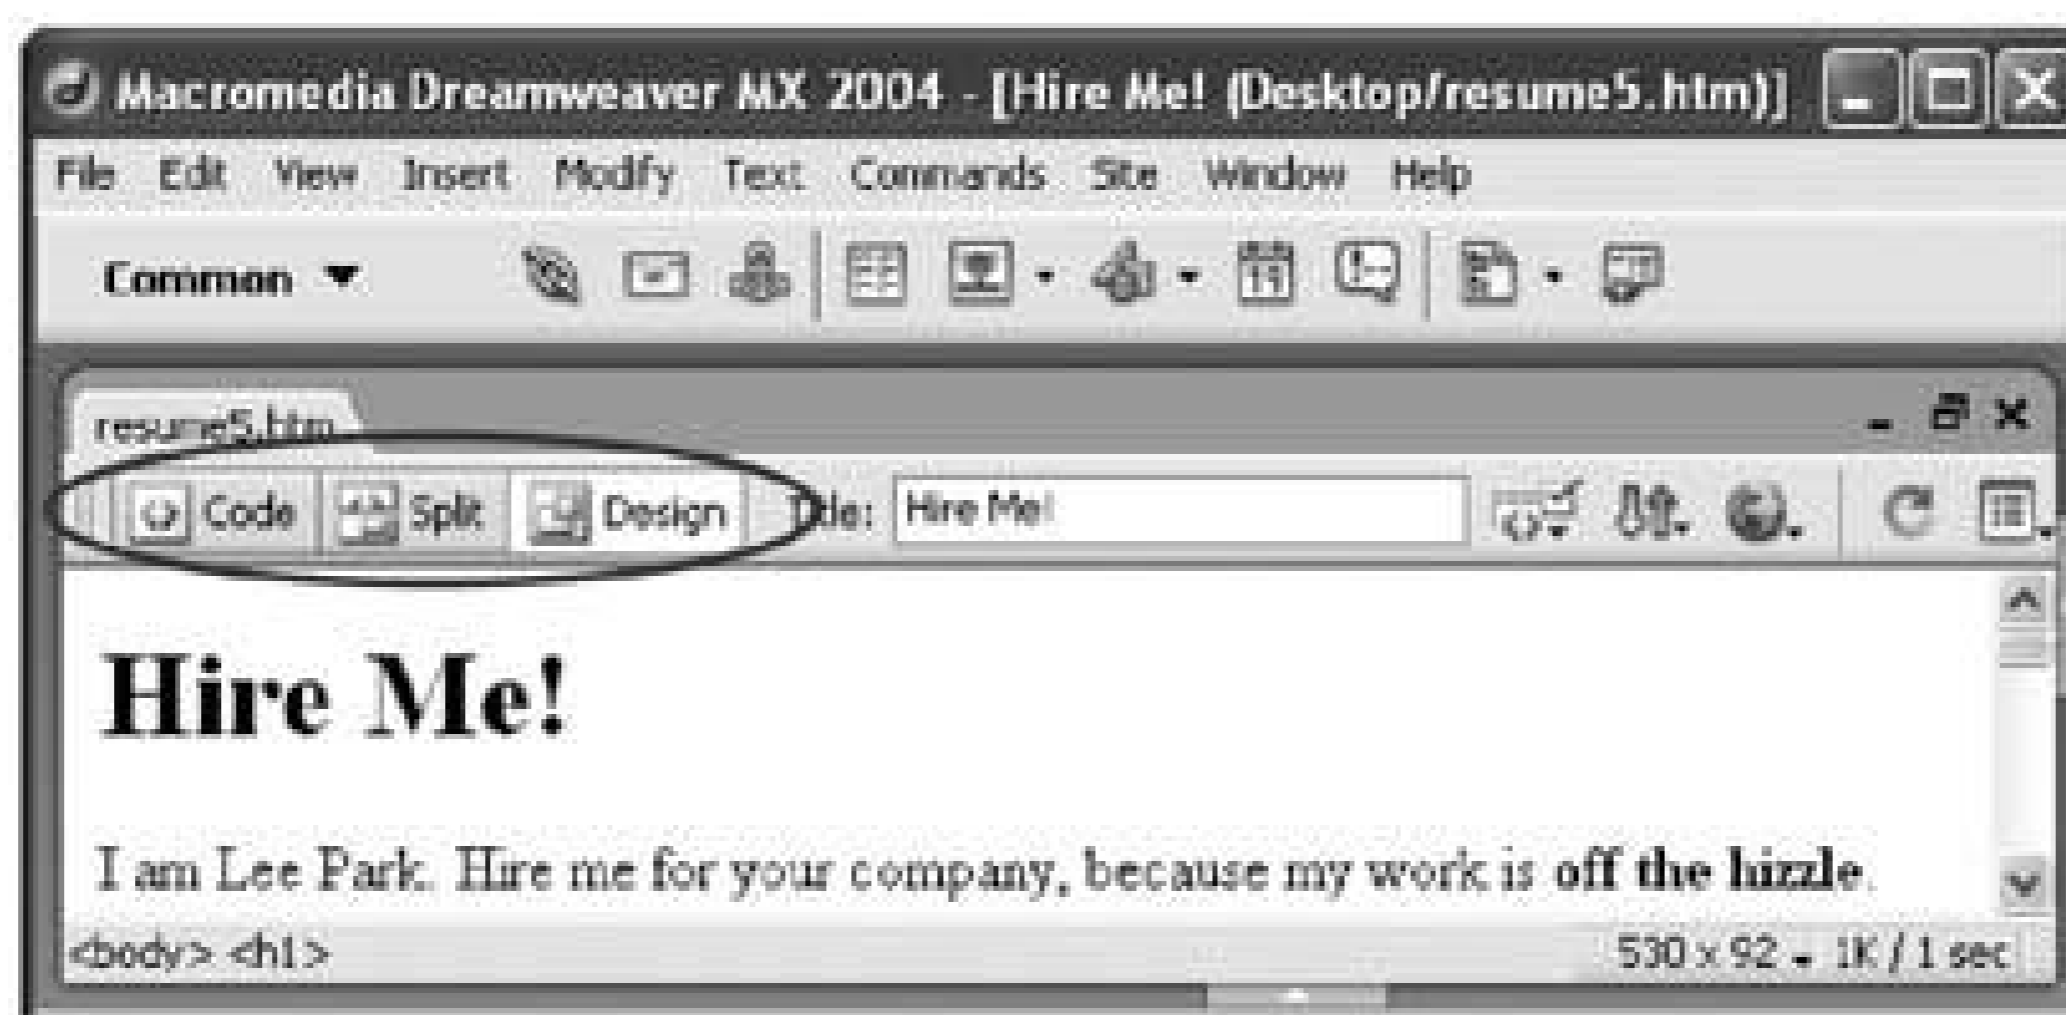 Macromedia Dreamweaver MX 2004 - [Hire Me! (Desktop/resume5.htm)]
File Edit View Insert Modify Text Commands Site Window Help
Common
resume5.htm
Code Split Design Title: Hire Me!
Hire Me!
I am Lee Park. Hire me for your company, because my work is off the hizzle.
<body> <h1> 530 x 92 1K / 1 sec